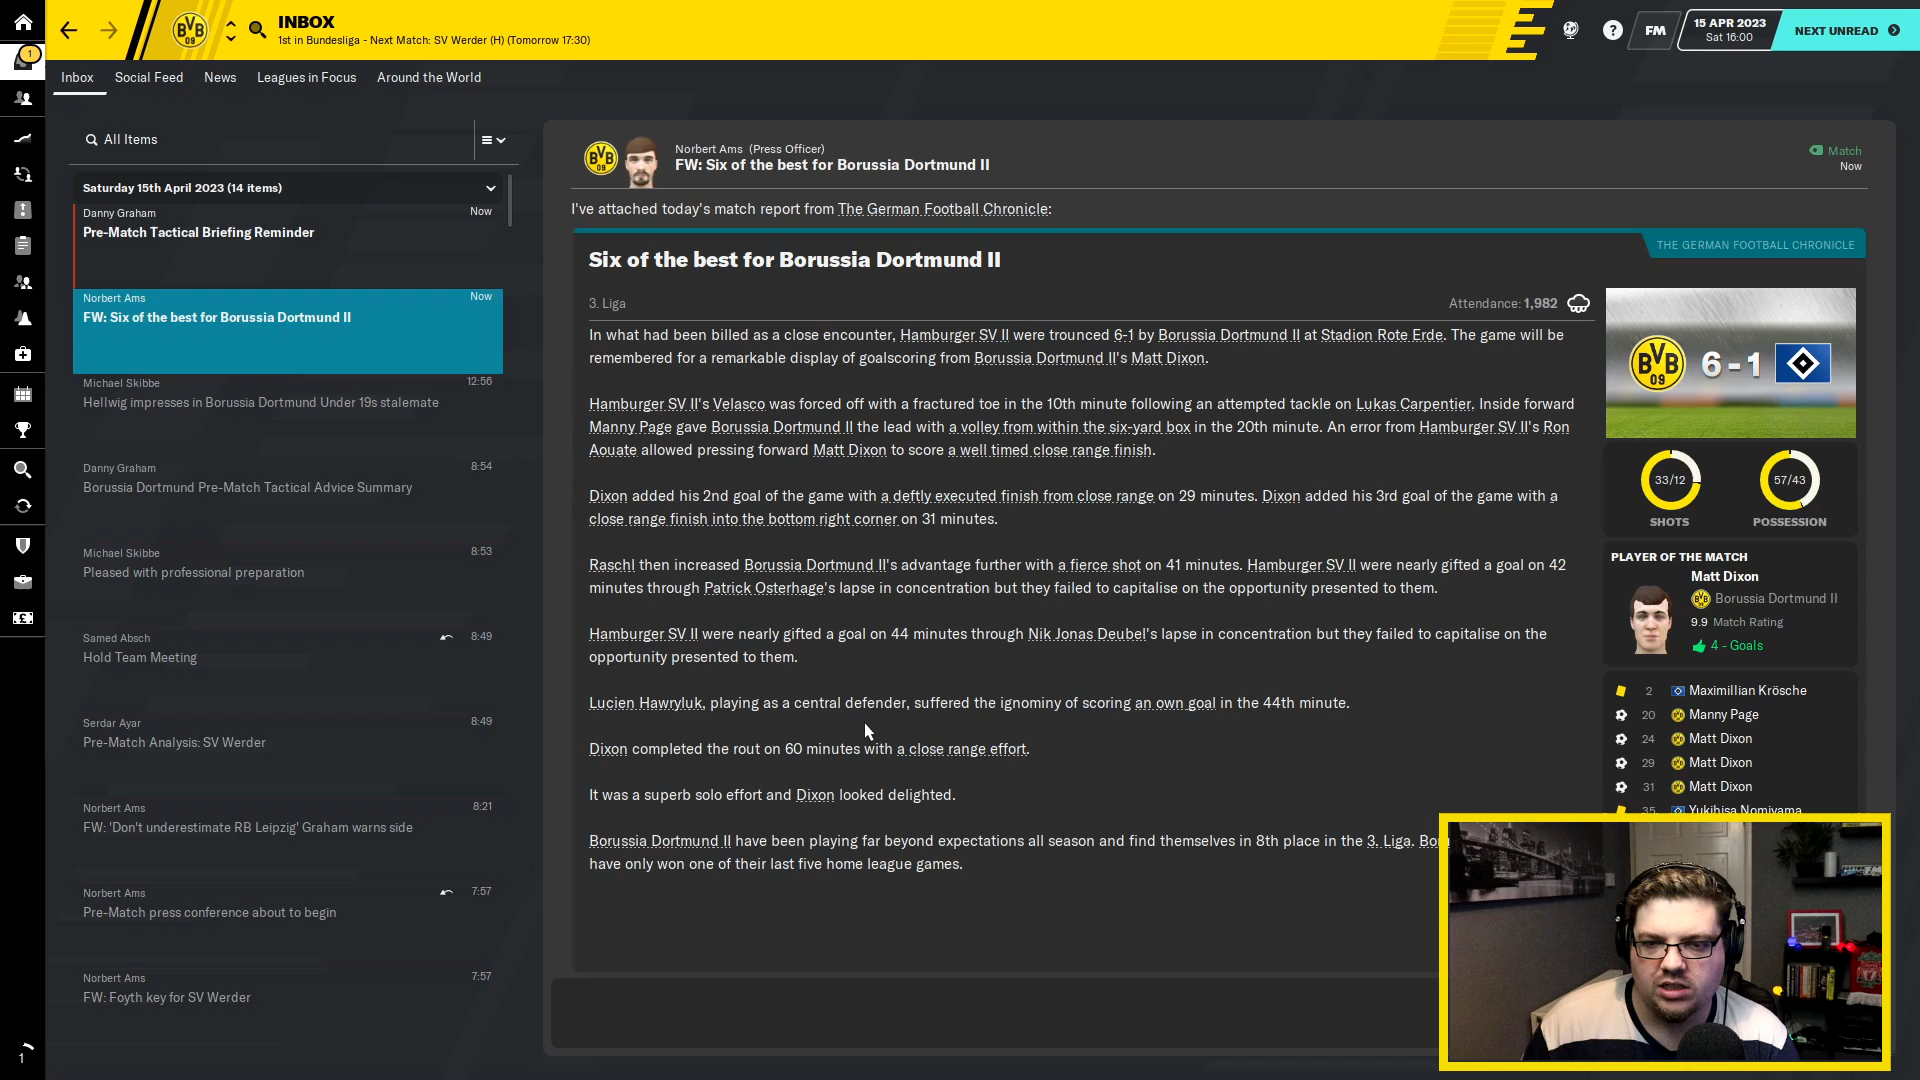 INBOX
1st in Bundesliga - Next Match: SV Werder (H) (Tomorrow 17:30)
FM
15 APR 2023
Sat 16:00
NEXT UNREAD
1
Inbox
Social Feed
News
Leagues in Focus
Around the World
All Items
Saturday 15th April 2023 (14 items)
Danny Graham
Now
Pre-Match Tactical Briefing Reminder
Norbert Ams
Now
FW: Six of the best for Borussia Dortmund II
Michael Skibbe
12:56
Hellwig impresses in Borussia Dortmund Under 19s stalemate
Danny Graham
8:54
Borussia Dortmund Pre-Match Tactical Advice Summary
Michael Skibbe
8:53
Pleased with professional preparation
Samed Absch
8:49
Hold Team Meeting
Serdar Ayar
8:49
Pre-Match Analysis: SV Werder
Norbert Ams
8:21
FW: 'Don't underestimate RB Leipzig' Graham warns side
Norbert Ams
7:57
Pre-Match press conference about to begin
Norbert Ams
7:57
FW: Foyth key for SV Werder
1
Norbert Ams (Press Officer)
FW: Six of the best for Borussia Dortmund II
Match
Now
I've attached today's match report from The German Football Chronicle:
THE GERMAN FOOTBALL CHRONICLE
Six of the best for Borussia Dortmund II
3. Liga
Attendance: 1,982
In what had been billed as a close encounter, Hamburger SV II were trounced 6-1 by Borussia Dortmund II at Stadion Rote Erde. The game will be
remembered for a remarkable display of goalscoring from Borussia Dortmund II's Matt Dixon.
Hamburger SV II's Velasco was forced off with a fractured toe in the 10th minute following an attempted tackle on Lukas Carpentier. Inside forward
Manny Page gave Borussia Dortmund II the lead with a volley from within the six-yard box in the 20th minute. An error from Hamburger SV II's Ron
Aouate allowed pressing forward Matt Dixon to score a well timed close range finish.
Dixon added his 2nd goal of the game with a deftly executed finish from close range on 29 minutes. Dixon added his 3rd goal of the game with a
close range finish into the bottom right corner on 31 minutes.
Raschl then increased Borussia Dortmund II's advantage further with a fierce shot on 41 minutes. Hamburger SV II were nearly gifted a goal on 42
minutes through Patrick Osterhage's lapse in concentration but they failed to capitalise on the opportunity presented to them.
Hamburger SV II were nearly gifted a goal on 44 minutes through Nik Jonas Deubel's lapse in concentration but they failed to capitalise on the
opportunity presented to them.
Lucien Hawryluk, playing as a central defender, suffered the ignominy of scoring an own goal in the 44th minute.
Dixon completed the rout on 60 minutes with a close range effort.
It was a superb solo effort and Dixon looked delighted.
Borussia Dortmund II have been playing far beyond expectations all season and find themselves in 8th place in the 3. Liga.
have only won one of their last five home league games.
BVB 09
6 - 1
33/12
SHOTS
57/43
POSSESSION
PLAYER OF THE MATCH
Matt Dixon
Borussia Dortmund II
9.9 Match Rating
4 - Goals
2 Maximillian Krösche
20 Manny Page
24 Matt Dixon
29 Matt Dixon
31 Matt Dixon
35 Yukihisa Nomiyama